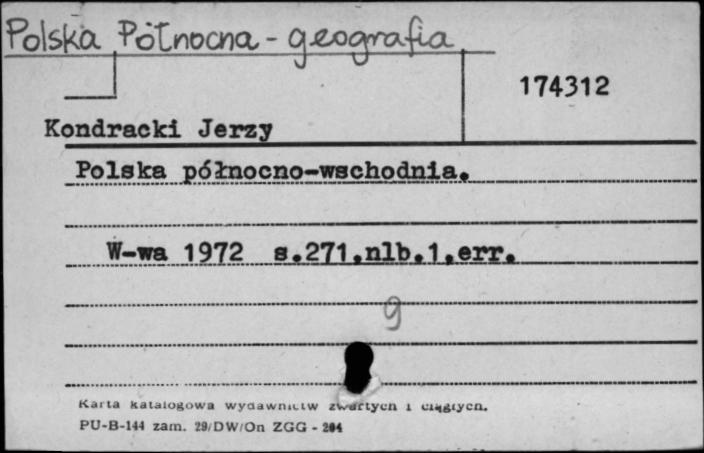 Polska Północna - geografia
174312
Kondracki Jerzy
Polska północno-wschodnia.
W-wa 1972 s.271,nlb.1,err.
9
Karta katalogowa wydawnictw zwartych i ciągłych.
PU-B-144 zam. 29/DW/On ZGG - 204